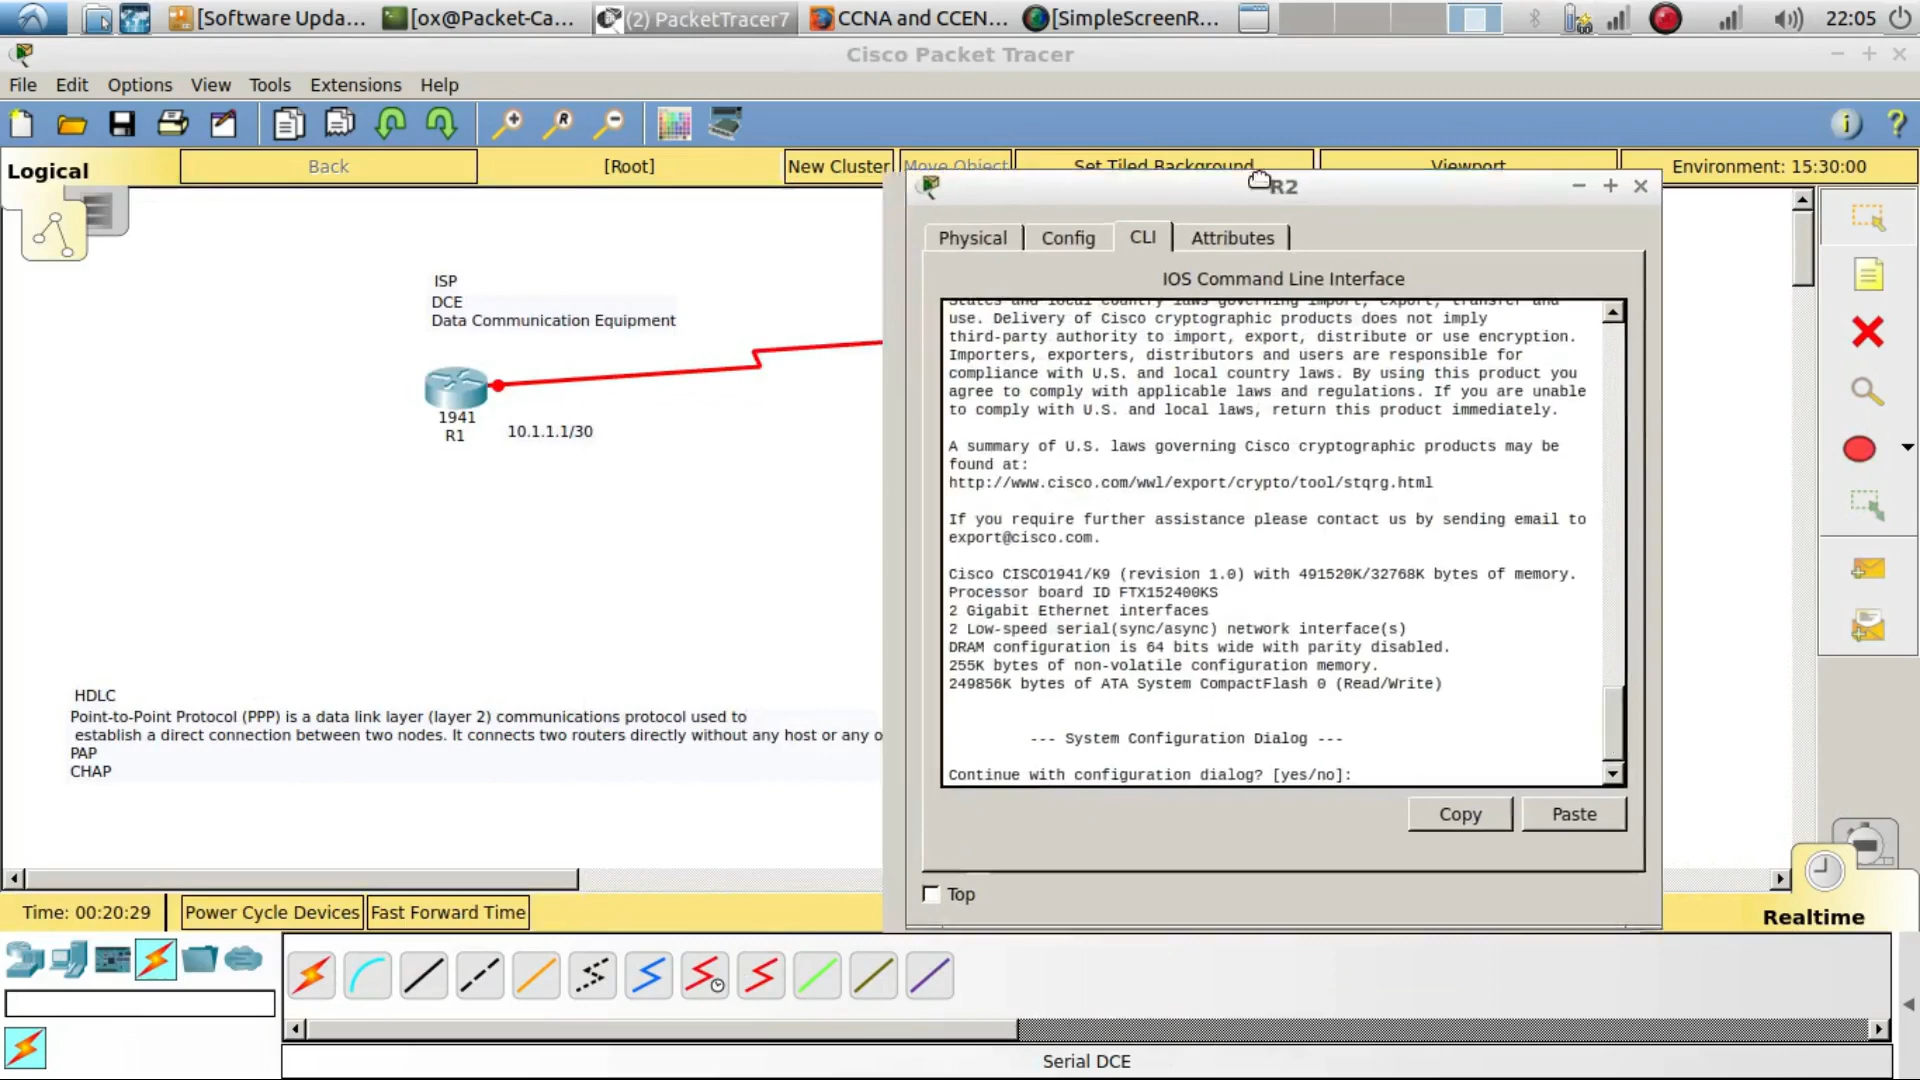 [Software Upda...
[ox@Packet-Ca...
(2) PacketTracer7
CCNA and CCEN...
[SimpleScreenR...
22:05
Cisco Packet Tracer
File Edit Options View Tools Extensions Help
Logical
Back
[Root]
New Cluster
Move Object
Set Tiled Background
Viewport
Environment: 15:30:00
ISP
DCE
Data Communication Equipment
1941
R1
10.1.1.1/30
HDLC
Point-to-Point Protocol (PPP) is a data link layer (layer 2) communications protocol used to
establish a direct connection between two nodes. It connects two routers directly without any host or any o
PAP
CHAP
R2
Physical Config CLI Attributes
IOS Command Line Interface
States and local country laws governing import, export, transfer and
use. Delivery of Cisco cryptographic products does not imply
third-party authority to import, export, distribute or use encryption.
Importers, exporters, distributors and users are responsible for
compliance with U.S. and local country laws. By using this product you
agree to comply with applicable laws and regulations. If you are unable
to comply with U.S. and local laws, return this product immediately.
A summary of U.S. laws governing Cisco cryptographic products may be
found at:
http://www.cisco.com/wwl/export/crypto/tool/stqrg.html
If you require further assistance please contact us by sending email to
export@cisco.com.
Cisco CISCO1941/K9 (revision 1.0) with 491520K/32768K bytes of memory.
Processor board ID FTX152400KS
2 Gigabit Ethernet interfaces
2 Low-speed serial(sync/async) network interface(s)
DRAM configuration is 64 bits wide with parity disabled.
255K bytes of non-volatile configuration memory.
249856K bytes of ATA System CompactFlash 0 (Read/Write)
--- System Configuration Dialog ---
Continue with configuration dialog? [yes/no]:
Copy
Paste
Top
Time: 00:20:29
Power Cycle Devices
Fast Forward Time
Realtime
Serial DCE